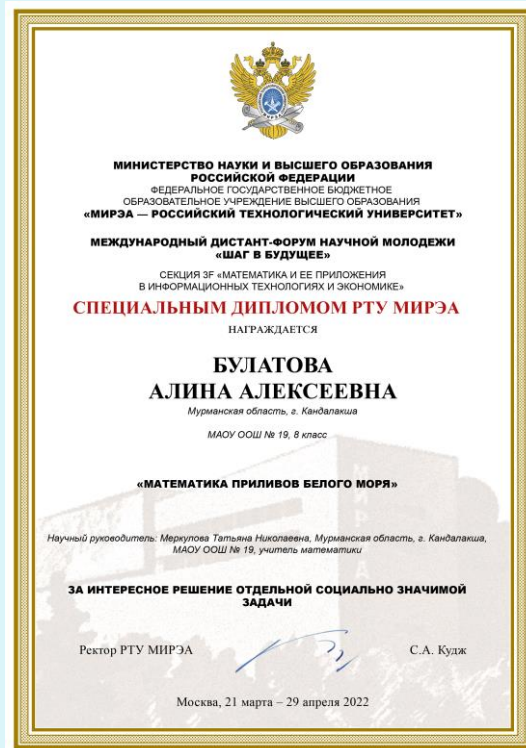 МИНИСТЕРСТВО НАУКИ И ВЫСШЕГО ОБРАЗОВАНИЯ
РОССИЙСКОЙ ФЕДЕРАЦИИ
ФЕДЕРАЛЬНОЕ ГОСУДАРСТВЕННОЕ БЮДЖЕТНОЕ
ОБРАЗОВАТЕЛЬНОЕ УЧРЕЖДЕНИЕ ВЫСШЕГО ОБРАЗОВАНИЯ
«МИРЭА — РОССИЙСКИЙ ТЕХНОЛОГИЧЕСКИЙ УНИВЕРСИТЕТ»
МЕЖДУНАРОДНЫЙ ДИСТАНТ-ФОРУМ НАУЧНОЙ МОЛОДЕЖИ
«ШАГ В БУДУЩЕЕ»
СЕКЦИЯ 3F «МАТЕМАТИКА И ЕЕ ПРИЛОЖЕНИЯ
В ИНФОРМАЦИОННЫХ ТЕХНОЛОГИЯХ И ЭКОНОМИКЕ»
СПЕЦИАЛЬНЫМ ДИПЛОМОМ РТУ МИРЭА
НАГРАЖДАЕТСЯ
БУЛАТОВА
АЛИНА АЛЕКСЕЕВНА
Мурманская область, г. Кандалакша
МАОУ ООШ № 19, 8 класс
«МАТЕМАТИКА ПРИЛИВОВ БЕЛОГО МОРЯ»
Научный руководитель: Меркулова Татьяна Николаевна, Мурманская область, г. Кандалакша,
МАОУ ООШ № 19, учитель математики
ЗА ИНТЕРЕСНОЕ РЕШЕНИЕ ОТДЕЛЬНОЙ СОЦИАЛЬНО ЗНАЧИМОЙ
ЗАДАЧИ
Ректор РТУ МИРЭА С.А. Кудж
Москва, 21 марта – 29 апреля 2022